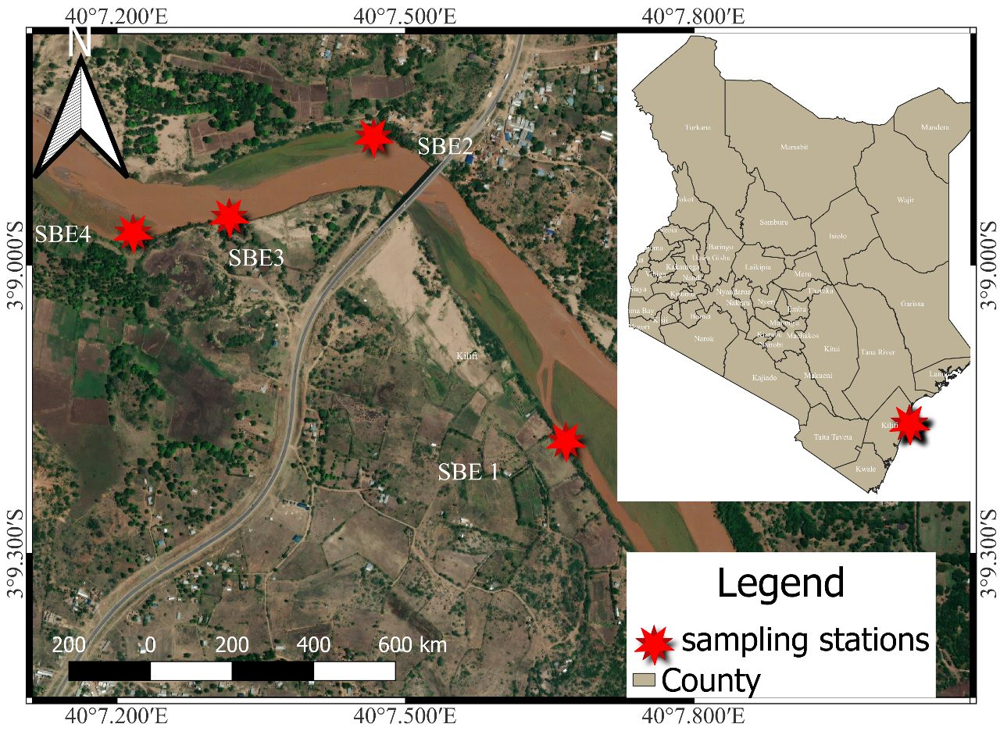 40°7.200′E 40°7.500′E 40°7.800′E
N
3°9.000′S
3°9.000′S
3°9.300′S
3°9.300′S
SBE2
SBE4
SBE3
Kilifi
SBE 1
Turkana
Mandera
Marsabit
Wajir
Pokot
Samburu
Isiolo
Baringo
Uasin Gishu
Kakamega
Laikipia
Meru
Vihiga
Nandi
Siaya
Kisumu
Nyandarua
Tharaka
Nakuru
Nyeri
Garissa
Embu
Bomet
Kisii
Narok
Kiambu
Machakos
Nairobi
Kitui
Tana River
Kajiado
Makueni
Lamu
Kilifi
Taita Taveta
Kwale
Legend
sampling stations
County
200 0 200 400 600 km
40°7.200′E 40°7.500′E 40°7.800′E